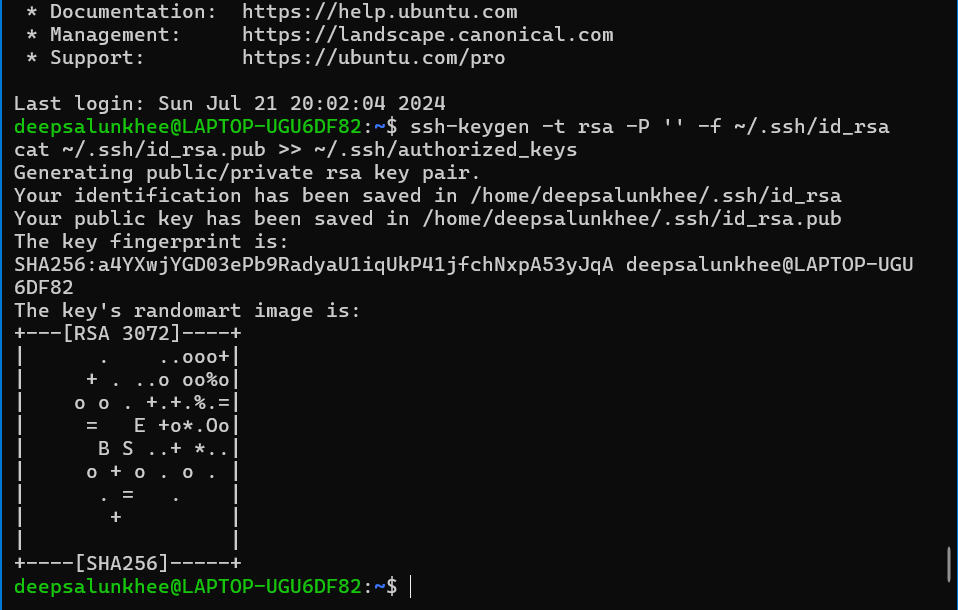 * Documentation:  https://help.ubuntu.com
 * Management:     https://landscape.canonical.com
 * Support:        https://ubuntu.com/pro

Last login: Sun Jul 21 20:02:04 2024
deepsalunkhee@LAPTOP-UGU6DF82:~$ ssh-keygen -t rsa -P '' -f ~/.ssh/id_rsa
cat ~/.ssh/id_rsa.pub >> ~/.ssh/authorized_keys
Generating public/private rsa key pair.
Your identification has been saved in /home/deepsalunkhee/.ssh/id_rsa
Your public key has been saved in /home/deepsalunkhee/.ssh/id_rsa.pub
The key fingerprint is:
SHA256:a4YXwjYGD03ePb9RadyaU1iqUkP41jfchNxpA53yJqA deepsalunkhee@LAPTOP-UGU
6DF82
The key's randomart image is:
+---[RSA 3072]----+
|      .    ..ooo+|
|     + . ..o oo%o|
|    o o . +.+.%.=|
|     =   E +o*.Oo|
|      B S ..+ *..|
|     o + o . o . |
|      . =   .    |
|       +         |
|                 |
+----[SHA256]-----+
deepsalunkhee@LAPTOP-UGU6DF82:~$